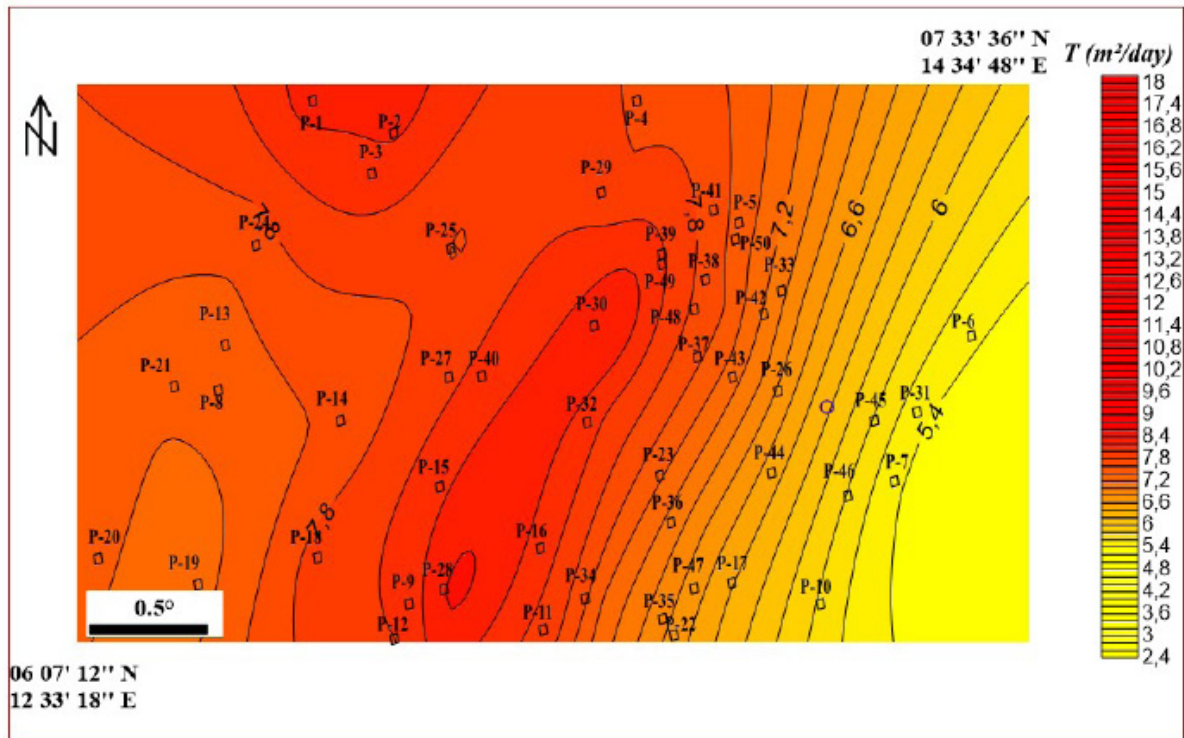 07 33' 36'' N
14 34' 48'' E
T (m²/day)
N
18
17,4
16,8
16,2
15,6
15
14,4
13,8
13,2
12,6
12
11,4
10,8
10,2
9,6
9
8,4
7,8
7,2
6,6
6
5,4
4,8
4,2
3,6
3
2,4
P-1
P-2
P-4
P-3
P-29
P-41
P-5
7,8
7,2
6,6
6
7,8
P-24
P-25
P-39
P-50
P-38
P-33
P-49
P-42
P-13
P-30
P-48
P-6
P-37
P-21
P-27
P-40
P-43
P-26
P-8
P-14
P-32
P-45
P-31
5,4
P-15
P-23
P-44
P-46
P-7
7,8
P-36
P-20
P-18
P-16
P-19
P-9
P-28
P-34
P-47
P-17
P-10
0.5°
P-12
P-11
P-35
P-22
06 07' 12'' N
12 33' 18'' E